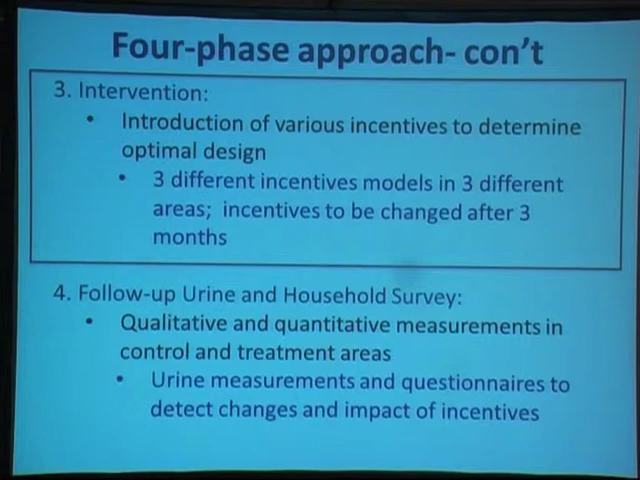 Four-phase approach- con't
3. Intervention:
• Introduction of various incentives to determine
optimal design
• 3 different incentives models in 3 different
areas; incentives to be changed after 3
months
4. Follow-up Urine and Household Survey:
• Qualitative and quantitative measurements in
control and treatment areas
• Urine measurements and questionnaires to
detect changes and impact of incentives